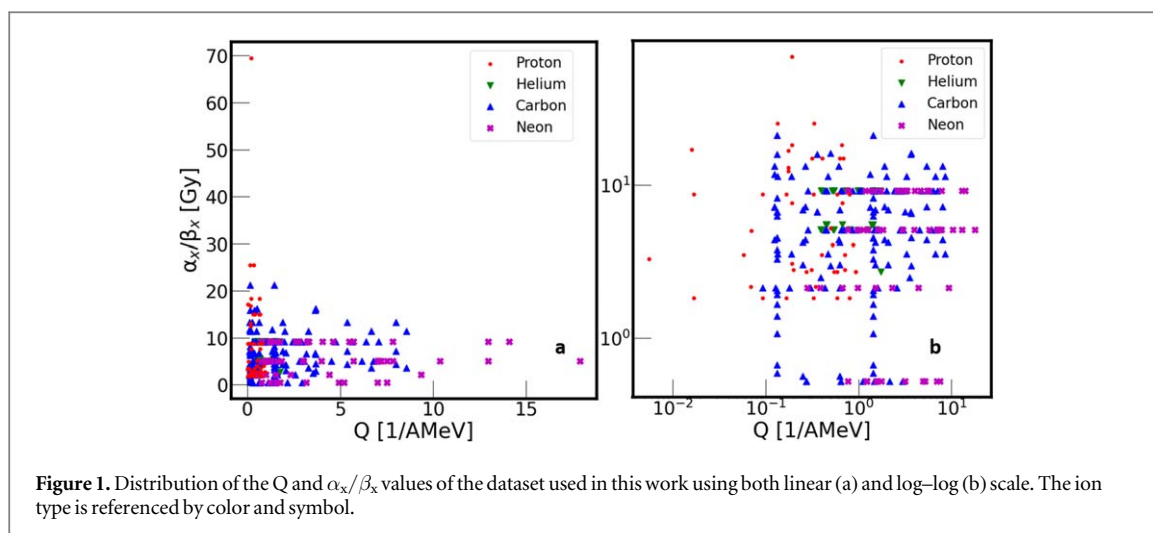 70
60
50
40
30
20
10
0
αₓ/βₓ [Gy]
Proton
Helium
Carbon
Neon
a
0 5 10 15
Q [1/AMeV]
10¹
10⁰
Proton
Helium
Carbon
Neon
b
10⁻² 10⁻¹ 10⁰ 10¹
Q [1/AMeV]
Figure 1. Distribution of the Q and αₓ/βₓ values of the dataset used in this work using both linear (a) and log–log (b) scale. The ion
type is referenced by color and symbol.